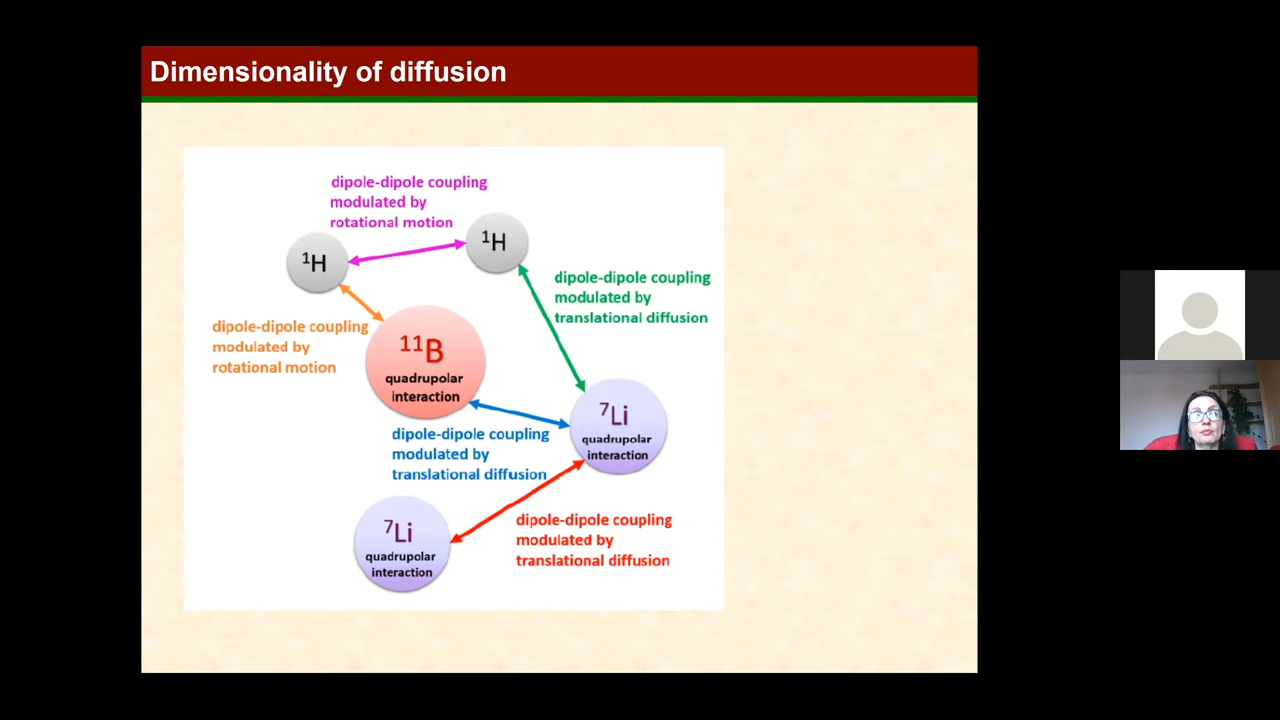 Dimensionality of diffusion
dipole-dipole coupling
modulated by
rotational motion
¹H
¹H
dipole-dipole coupling
modulated by
translational diffusion
dipole-dipole coupling
modulated by
rotational motion
¹¹B
quadrupolar
interaction
⁷Li
quadrupolar
interaction
dipole-dipole coupling
modulated by
translational diffusion
⁷Li
quadrupolar
interaction
dipole-dipole coupling
modulated by
translational diffusion